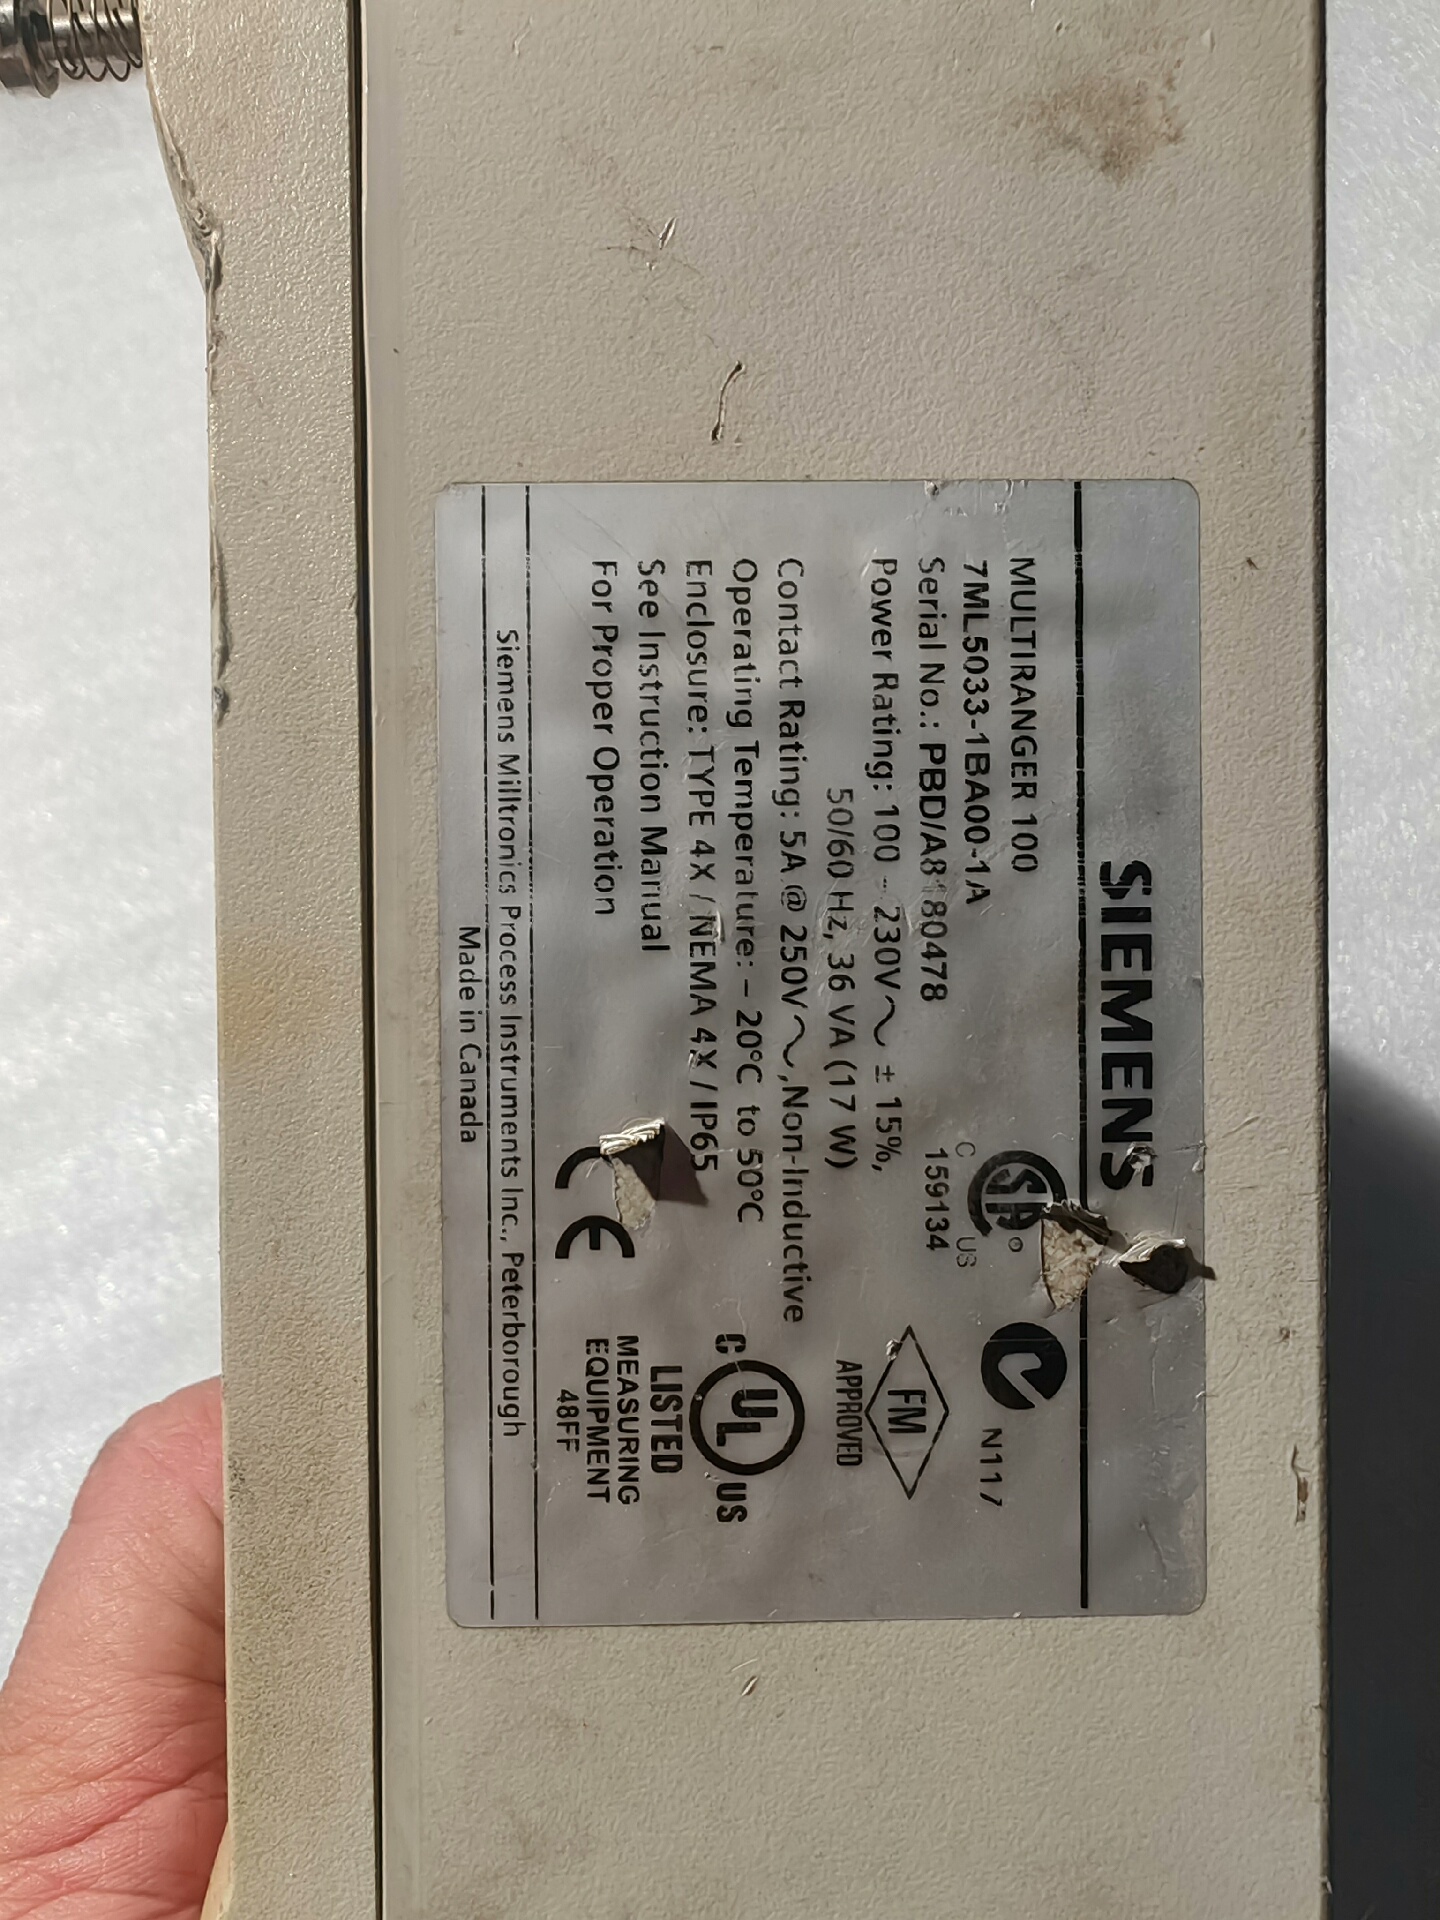 SIEMENS
MULTIRANGER 100
7ML5033-1BA00-1A
Serial No.: PBD/A8180478
Power Rating: 100 - 230V~ ± 15%,
50/60 Hz, 36 VA (17 W)
Contact Rating: 5A @ 250V~, Non-Inductive
Operating Temperature: - 20°C to 50°C
Enclosure: TYPE 4X / NEMA 4X / IP65
See Instruction Manual
For Proper Operation
SA®
C US
159134
N117
FM
APPROVED
C UL US
LISTED
MEASURING
EQUIPMENT
48FF
CE
Siemens Milltronics Process Instruments Inc., Peterborough
Made in Canada